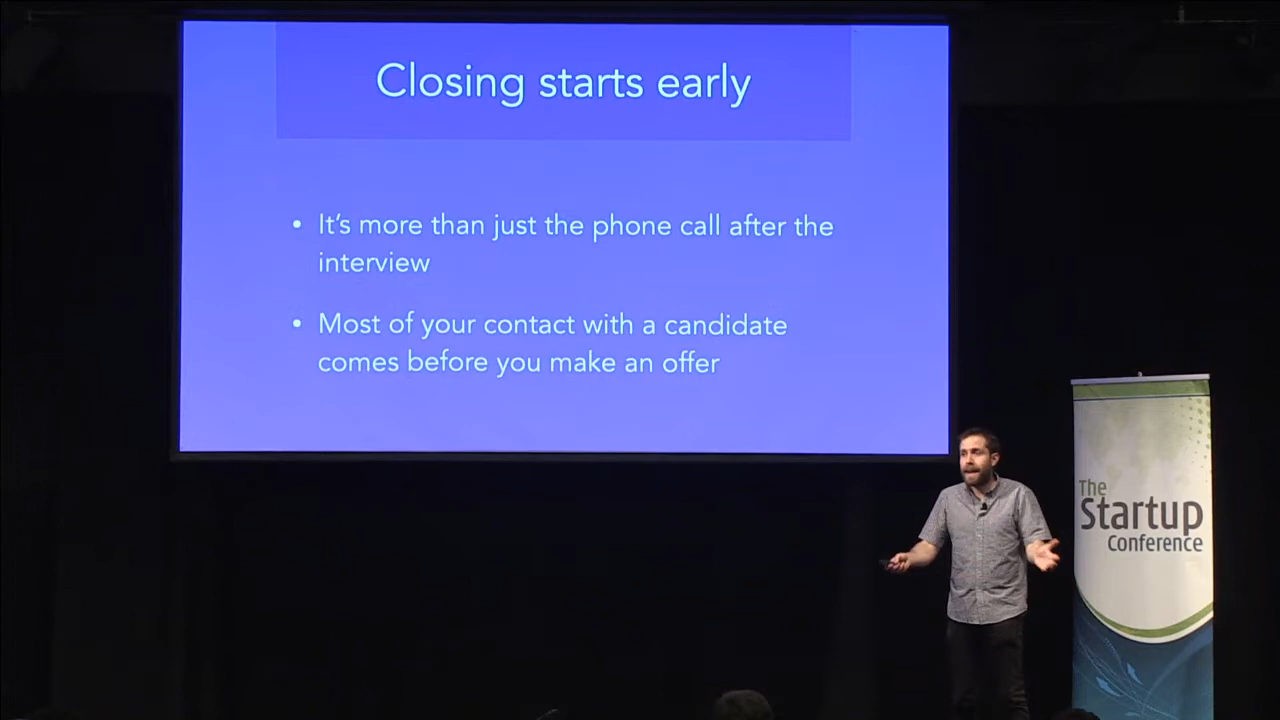 Closing starts early
• It's more than just the phone call after the
interview
• Most of your contact with a candidate
comes before you make an offer
The
Startup
Conference